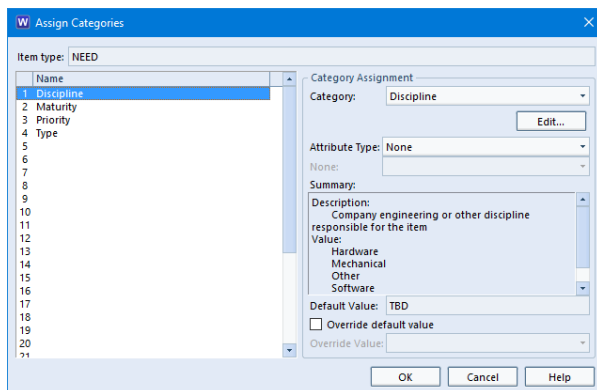 W Assign Categories
Item type: NEED
Name
1 Discipline
2 Maturity
3 Priority
4 Type
5
6
7
8
9
10
11
12
13
14
15
16
17
18
19
20
21
Category Assignment
Category: Discipline
Edit...
Attribute Type: None
None:
Summary:
Description:
Company engineering or other discipline
responsible for the item
Value:
Hardware
Mechanical
Other
Software
Default Value: TBD
Override default value
Override Value:
OK Cancel Help